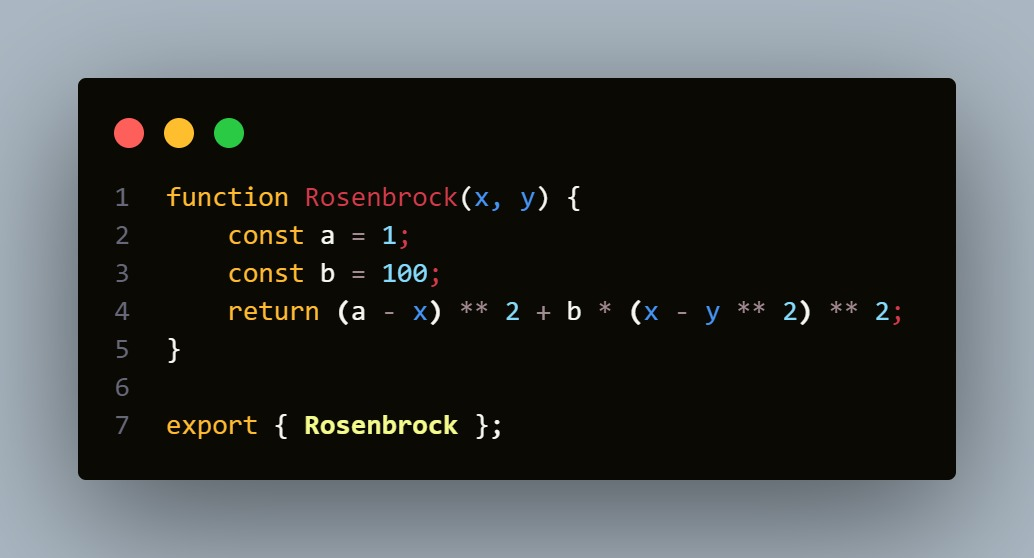 1 function Rosenbrock(x, y) {
2     const a = 1;
3     const b = 100;
4     return (a - x) ** 2 + b * (x - y ** 2) ** 2;
5 }
6
7 export { Rosenbrock };